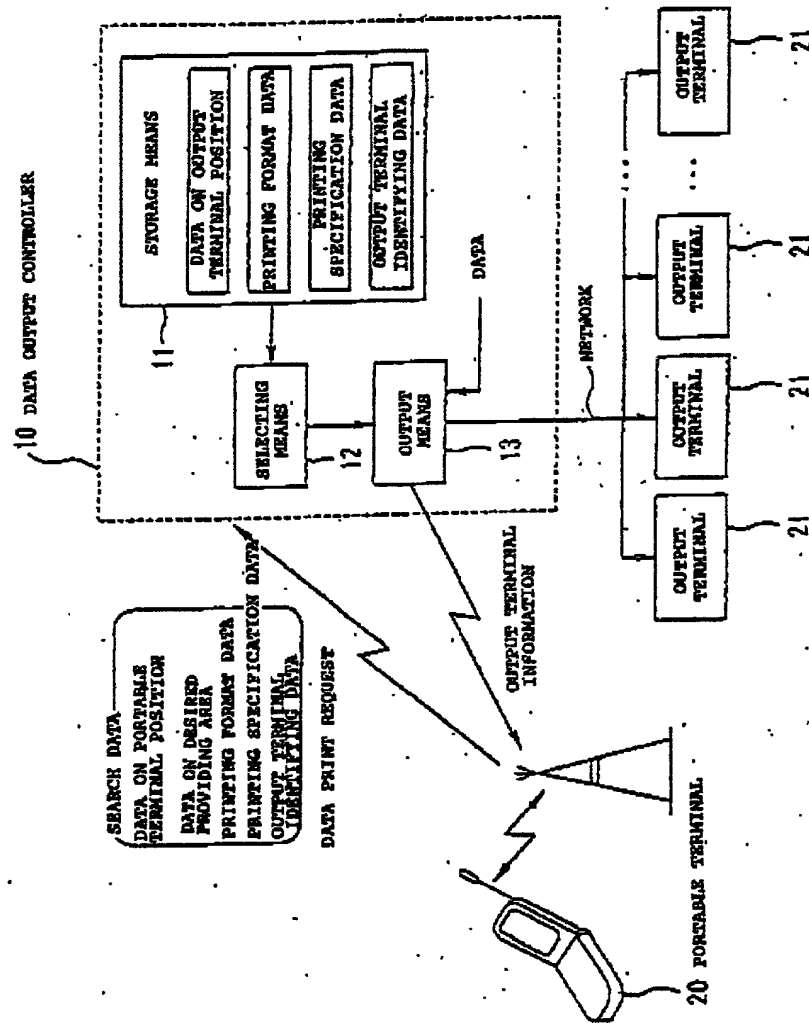 10 DATA OUTPUT CONTROLLER
STORAGE MEANS
DATA ON OUTPUT
TERMINAL POSITION
PRINTING FORMAT DATA
PRINTING
SPECIFICATION DATA
OUTPUT TERMINAL
IDENTIFYING DATA
11
SELECTING
MEANS
12
OUTPUT
MEANS
13
DATA
SEARCH DATA
DATA ON PORTABLE
TERMINAL POSITION
DATA ON DESIRED
PROVIDING AREA
PRINTING FORMAT DATA
PRINTING SPECIFICATION DATA
OUTPUT TERMINAL
IDENTIFYING DATA
DATA PRINT REQUEST
OUTPUT TERMINAL
INFORMATION
NETWORK
20 PORTABLE TERMINAL
OUTPUT
TERMINAL
21
OUTPUT
TERMINAL
21
OUTPUT
TERMINAL
21
...
OUTPUT
TERMINAL
21